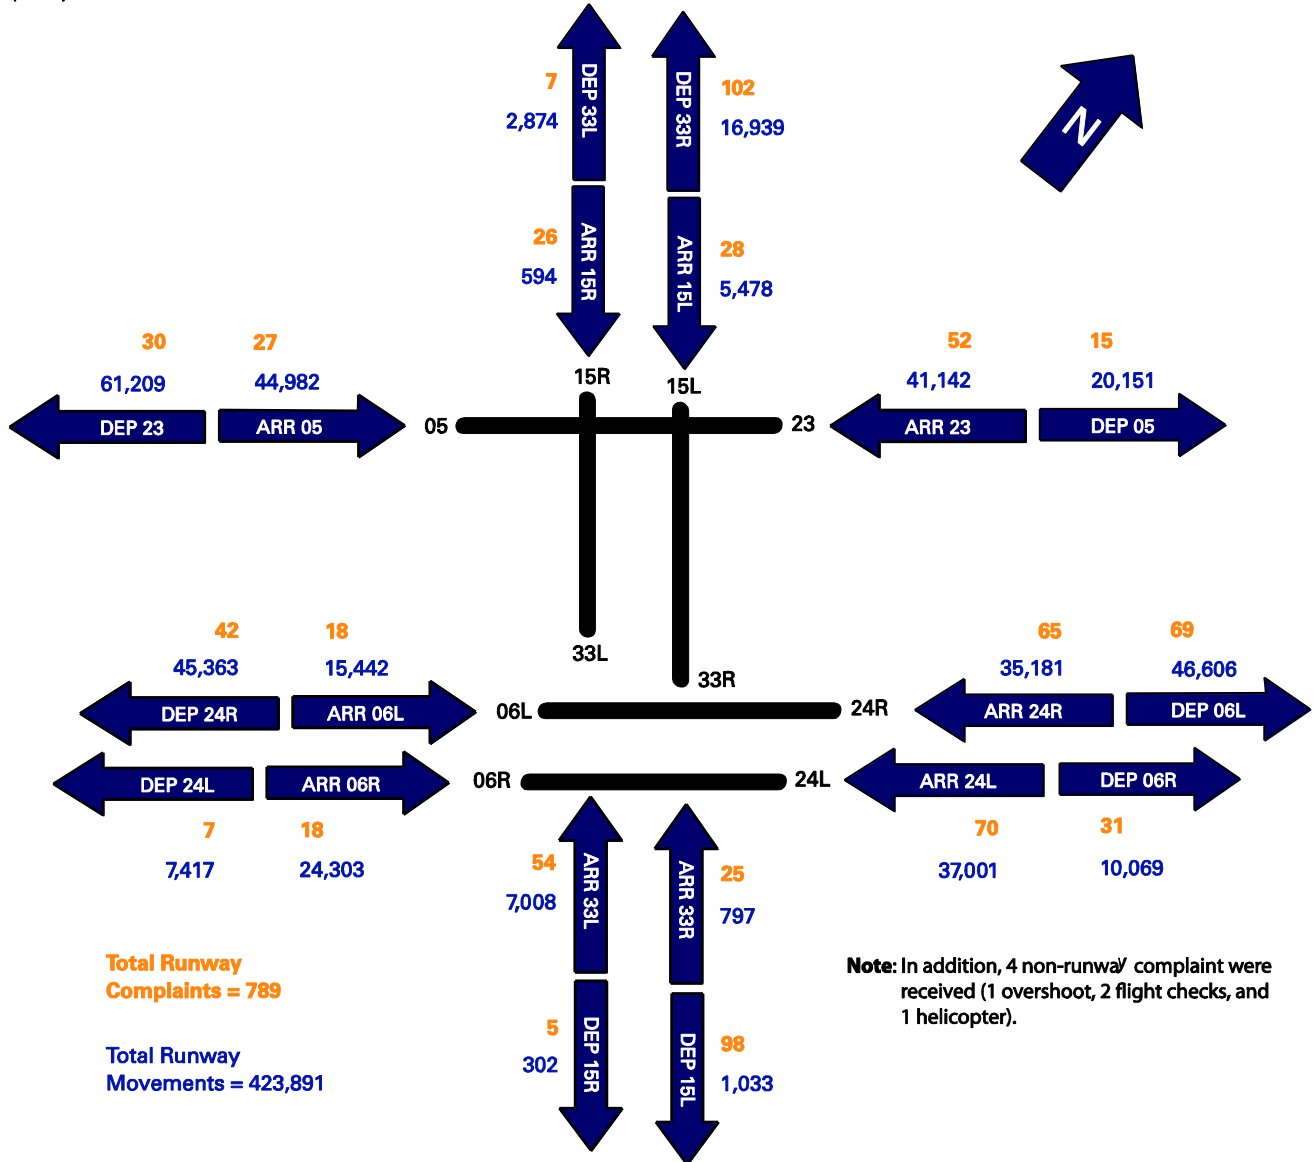 7
2,874
DEP 33L
DEP 33R
102
16,939
N
26
594
ARR 15R
ARR 15L
28
5,478
30
61,209
27
44,982
52
41,142
15
20,151
15R
15L
DEP 23
ARR 05
05
23
ARR 23
DEP 05
33L
33R
42
45,363
18
15,442
65
35,181
69
46,606
DEP 24R
ARR 06L
06L
24R
ARR 24R
DEP 06L
DEP 24L
ARR 06R
06R
24L
ARR 24L
DEP 06R
7
7,417
18
24,303
70
37,001
31
10,069
54
7,008
ARR 33L
ARR 33R
25
797
5
302
DEP 15R
DEP 15L
98
1,033
Total Runway
Complaints = 789
Total Runway
Movements = 423,891
Note: In addition, 4 non-runway complaint were
received (1 overshoot, 2 flight checks, and
1 helicopter).